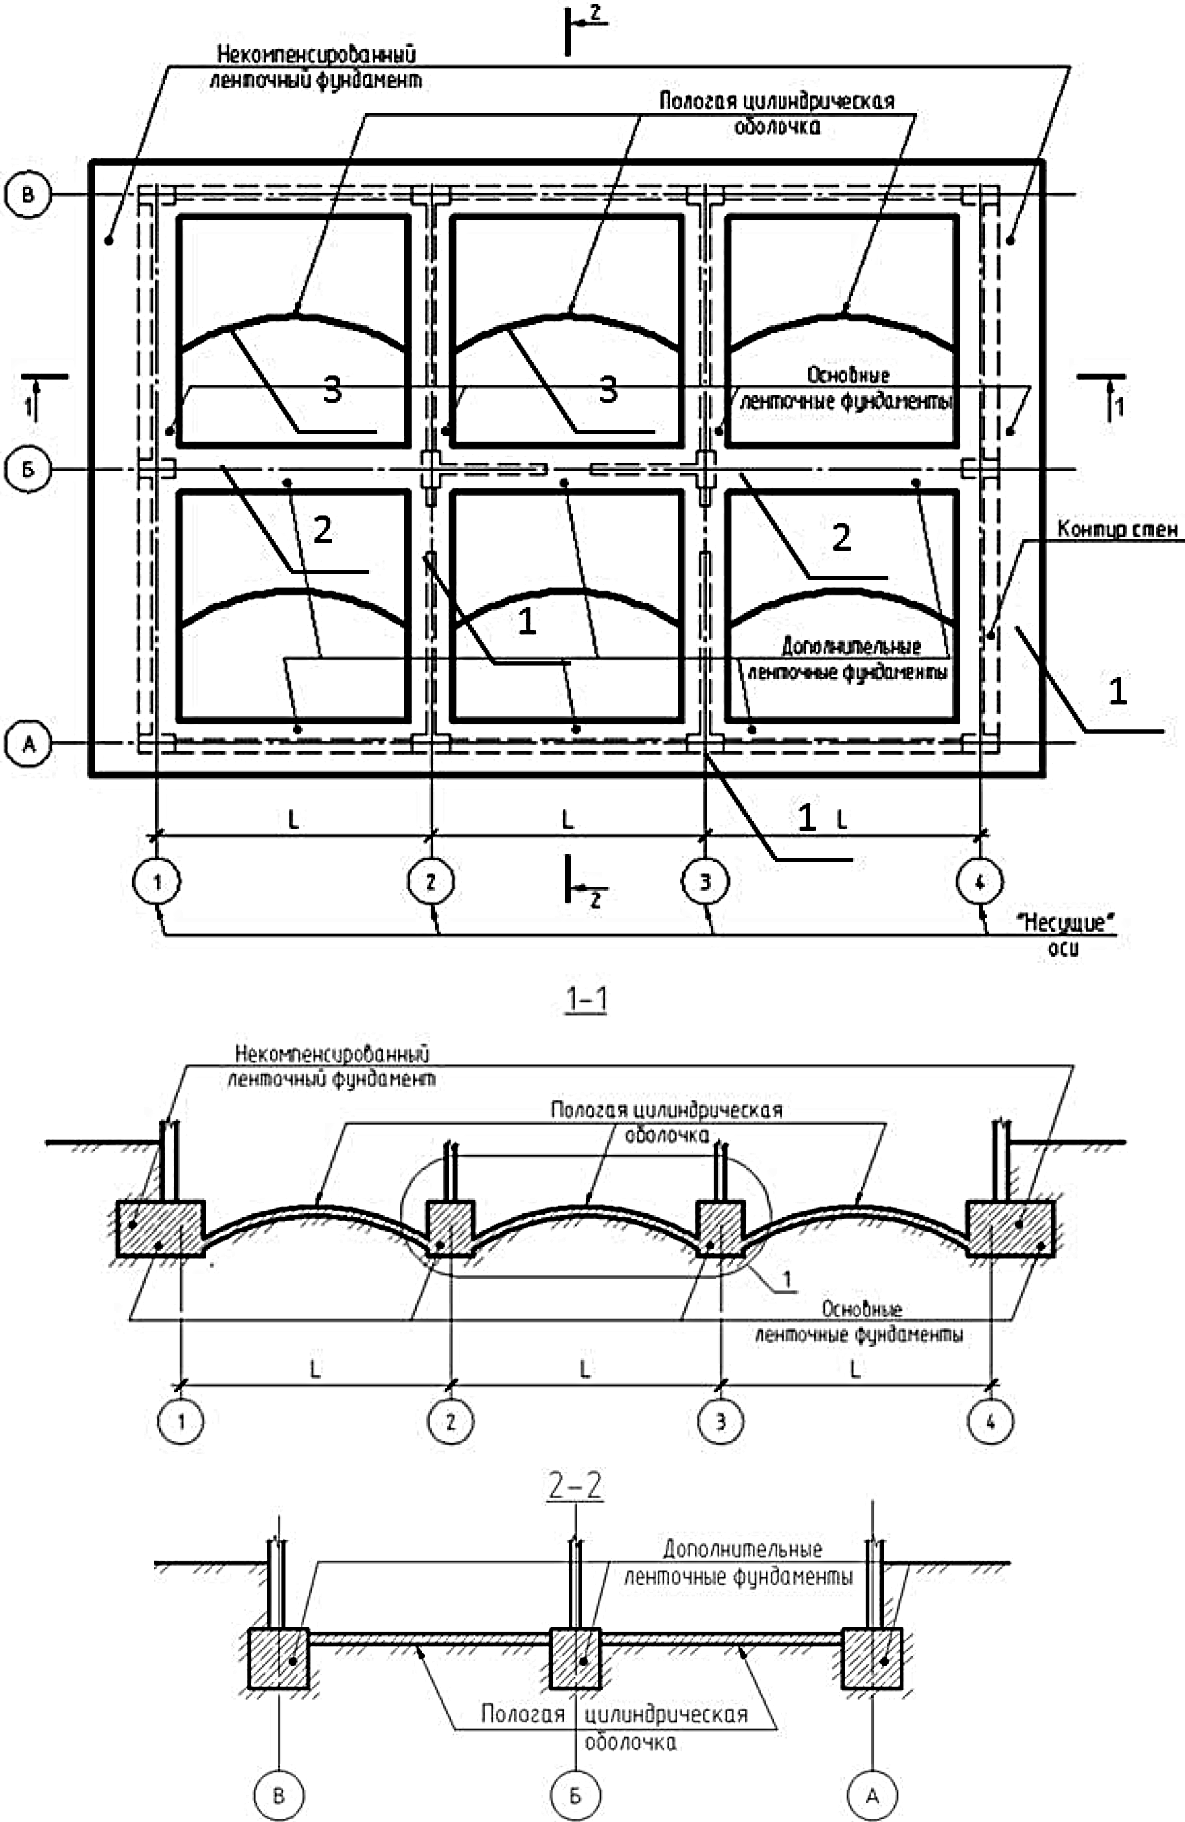 2
Некомпенсированный
ленточный фундамент
Пологая цилиндрическая
оболочка
В
3
3
Основные
ленточные фундаменты
1
1
Б
2
2
Контур стен
1
Дополнительные
ленточные фундаменты
1
А
L
L
1
L
1
2
3
4
2
"Несущие"
оси
1-1
Некомпенсированный
ленточный фундамент
Пологая цилиндрическая
оболочка
1
Основные
ленточные фундаменты
L
L
L
1
2
3
4
2-2
Дополнительные
ленточные фундаменты
Пологая цилиндрическая
оболочка
В
Б
А